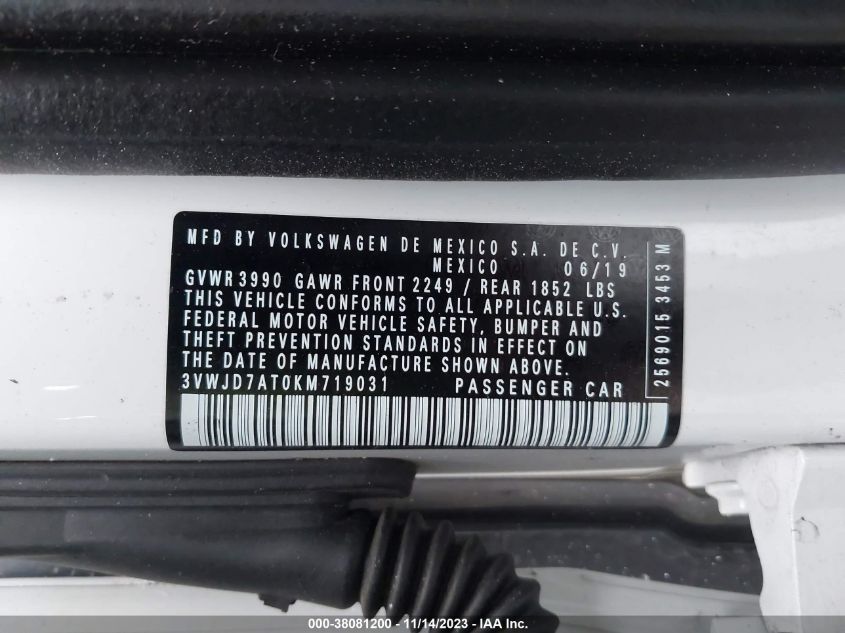 MFD BY VOLKSWAGEN DE MEXICO S.A. DE C.V.
MEXICO 06/19
GVWR 3990 GAWR FRONT 2249 / REAR 1852 LBS
THIS VEHICLE CONFORMS TO ALL APPLICABLE U.S.
FEDERAL MOTOR VEHICLE SAFETY, BUMPER AND
THEFT PREVENTION STANDARDS IN EFFECT ON
THE DATE OF MANUFACTURE SHOWN ABOVE.
3VWJD7AT0KM719031 PASSENGER CAR
2569015 3453 M
000-38081200 - 11/14/2023 - IAA Inc.